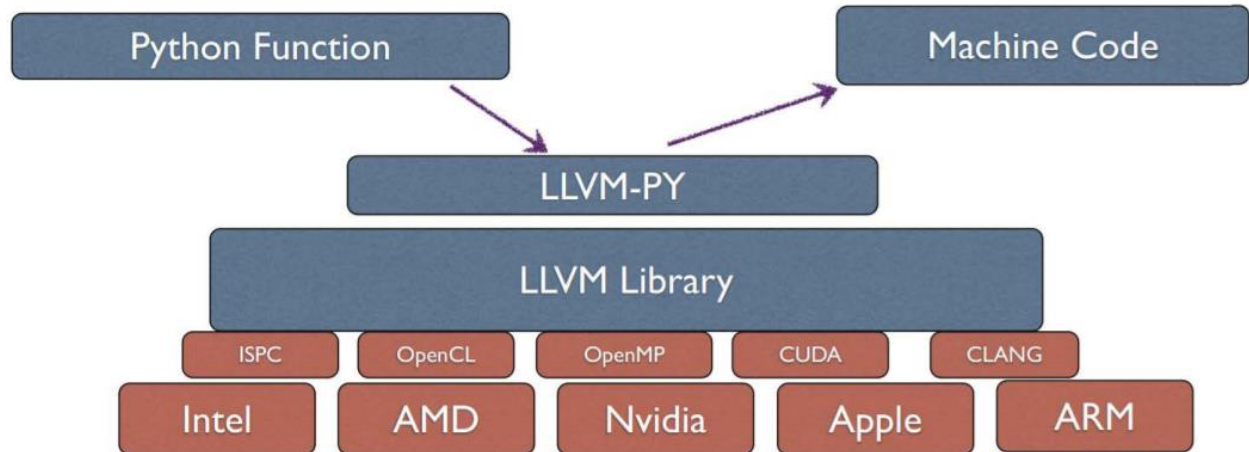 Python Function
Machine Code
LLVM-PY
LLVM Library
ISPC
OpenCL
OpenMP
CUDA
CLANG
Intel
AMD
Nvidia
Apple
ARM